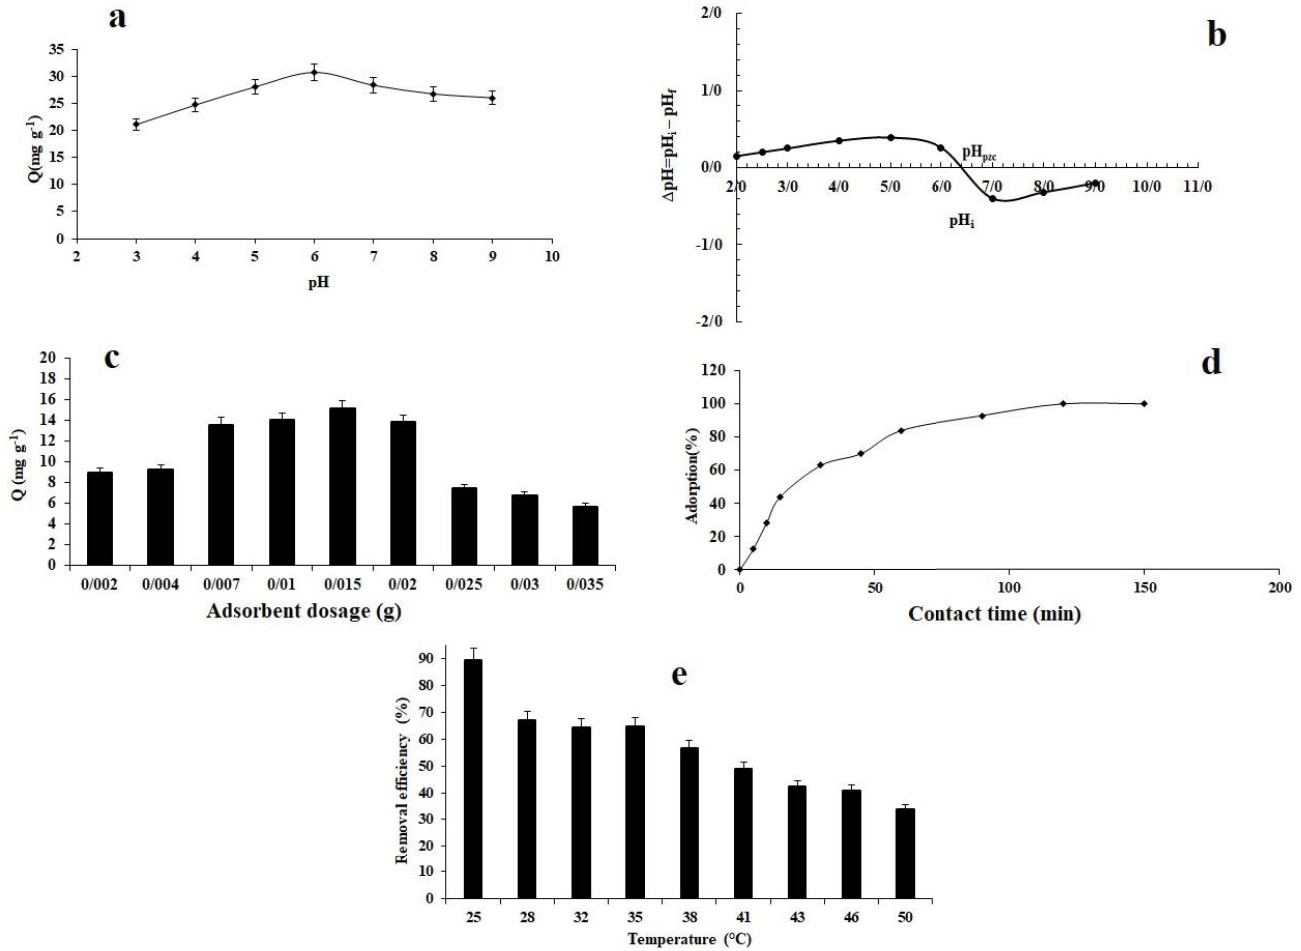 a
35
30
25
20
15
10
5
0
Q(mg g-1)
2 3 4 5 6 7 8 9 10
pH
b
2/0
1/0
0/0
-1/0
-2/0
ΔpH=pHi – pHf
pHpzc
2/0 3/0 4/0 5/0 6/0 7/0 8/0 9/0 10/0 11/0
pHi
c
20
18
16
14
12
10
8
6
4
2
0
Q (mg g-1)
0/002 0/004 0/007 0/01 0/015 0/02 0/025 0/03 0/035
Adsorbent dosage (g)
d
120
100
80
60
40
20
0
Adorption(%)
0 50 100 150 200
Contact time (min)
e
90
80
70
60
50
40
30
20
10
0
Removal efficiency (%)
25 28 32 35 38 41 43 46 50
Temperature (°C)